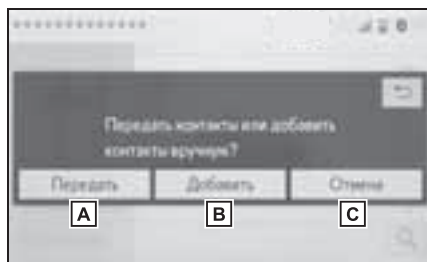 **************
Передать контакты или добавить
контакты вручную?
Передать Добавить Отмена
A B C